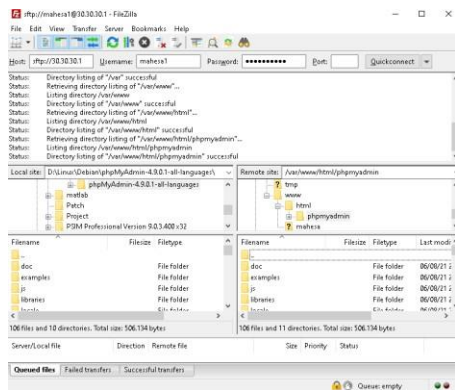 sftp://mahesa1@30.30.30.1 - FileZilla
File Edit View Transfer Server Bookmarks Help
Host: sftp://30.30.30.1 Username: mahesa1 Password: ●●●●●●●●●● Port: Quickconnect
Status: Directory listing of "/var" successful
Status: Retrieving directory listing of "/var/www"...
Status: Listing directory /var/www
Status: Directory listing of "/var/www" successful
Status: Retrieving directory listing of "/var/www/html"...
Status: Listing directory /var/www/html
Status: Directory listing of "/var/www/html" successful
Status: Retrieving directory listing of "/var/www/html/phpmyadmin"...
Status: Listing directory /var/www/html/phpmyadmin
Status: Directory listing of "/var/www/html/phpmyadmin" successful
Local site: D:\Linux\Debian\phpMyAdmin-4.9.0.1-all-languages\
phpMyAdmin-4.9.0.1-all-languages
matlab
Patch
Project
PSIM Professional Version 9.0.3.400 x32
Remote site: /var/www/html/phpmyadmin
? tmp
www
html
phpmyadmin
? mahesa
Filename Filesize Filetype
..
doc File folder
examples File folder
js File folder
libraries File folder
locale File folder
106 files and 10 directories. Total size: 506.134 bytes
Filename Filesize Filetype Last modi
..
doc File folder 06/08/21 2
examples File folder 06/08/21 2
js File folder 06/08/21 2
libraries File folder 06/08/21 2
106 files and 11 directories. Total size: 506.134 bytes
Server/Local file Direction Remote file Size Priority Status
Queued files Failed transfers Successful transfers
Queue: empty